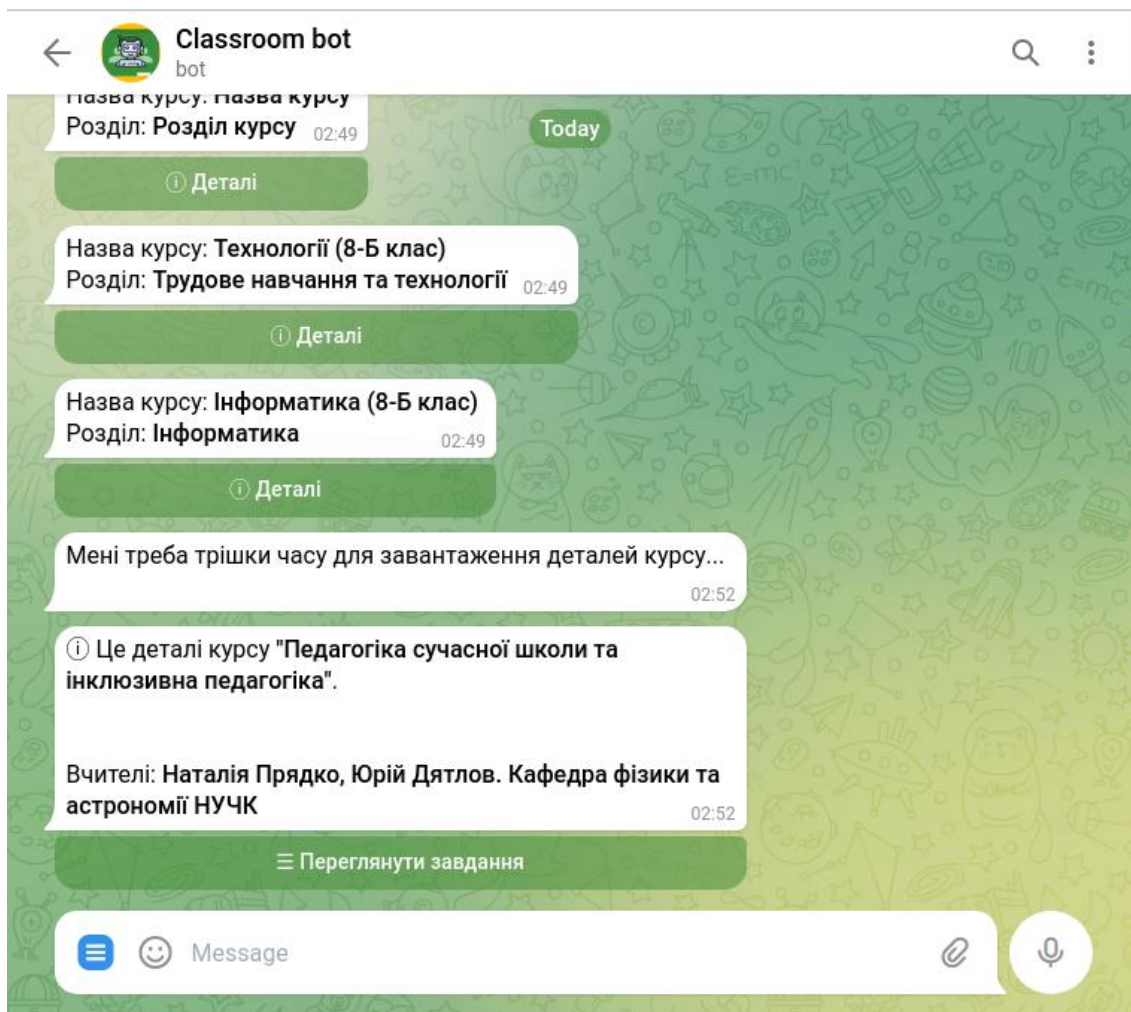 Classroom bot
bot
Назва курсу: Назва курсу
Розділ: Розділ курсу 02:49
Today
ⓘ Деталі
Назва курсу: Технології (8-Б клас)
Розділ: Трудове навчання та технології 02:49
ⓘ Деталі
Назва курсу: Інформатика (8-Б клас)
Розділ: Інформатика 02:49
ⓘ Деталі
Мені треба трішки часу для завантаження деталей курсу...
02:52
ⓘ Це деталі курсу "Педагогіка сучасної школи та
інклюзивна педагогіка".
Вчителі: Наталія Прядко, Юрій Дятлов. Кафедра фізики та
астрономії НУЧК 02:52
☰ Переглянути завдання
Message